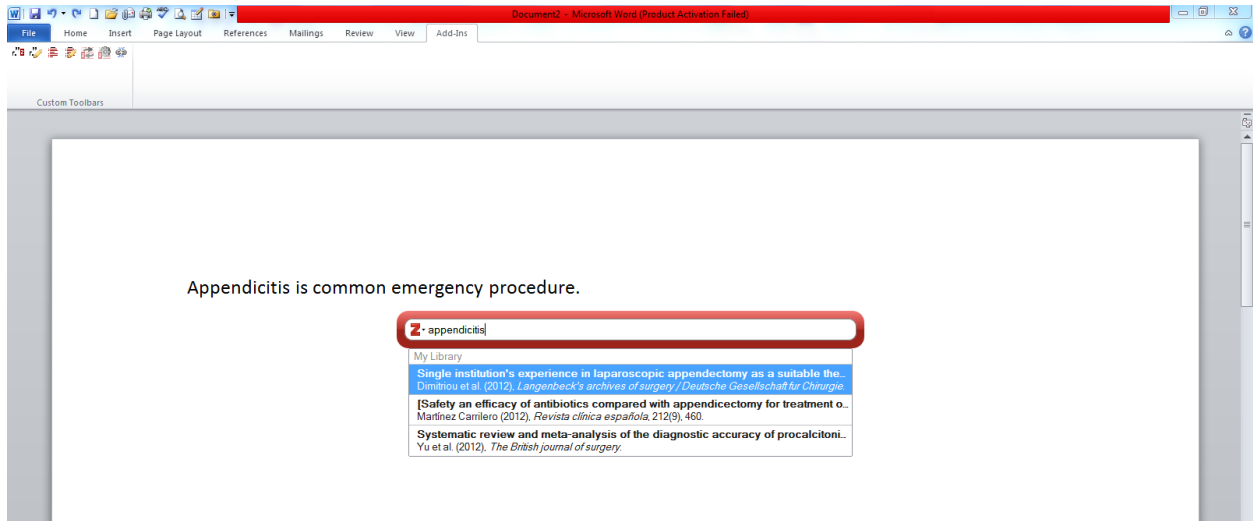 Document2 - Microsoft Word (Product Activation Failed)
File Home Insert Page Layout References Mailings Review View Add-Ins
Custom Toolbars
Appendicitis is common emergency procedure.
Z appendicitis
My Library
Single institution's experience in laparoscopic appendectomy as a suitable the..
Dimitriou et al. (2012), Langenbeck's archives of surgery / Deutsche Gesellschaft fur Chirurgie.
[Safety an efficacy of antibiotics compared with appendicectomy for treatment o..
Martínez Carrilero (2012), Revista clínica española, 212(9), 460.
Systematic review and meta-analysis of the diagnostic accuracy of procalcitoni..
Yu et al. (2012), The British journal of surgery.